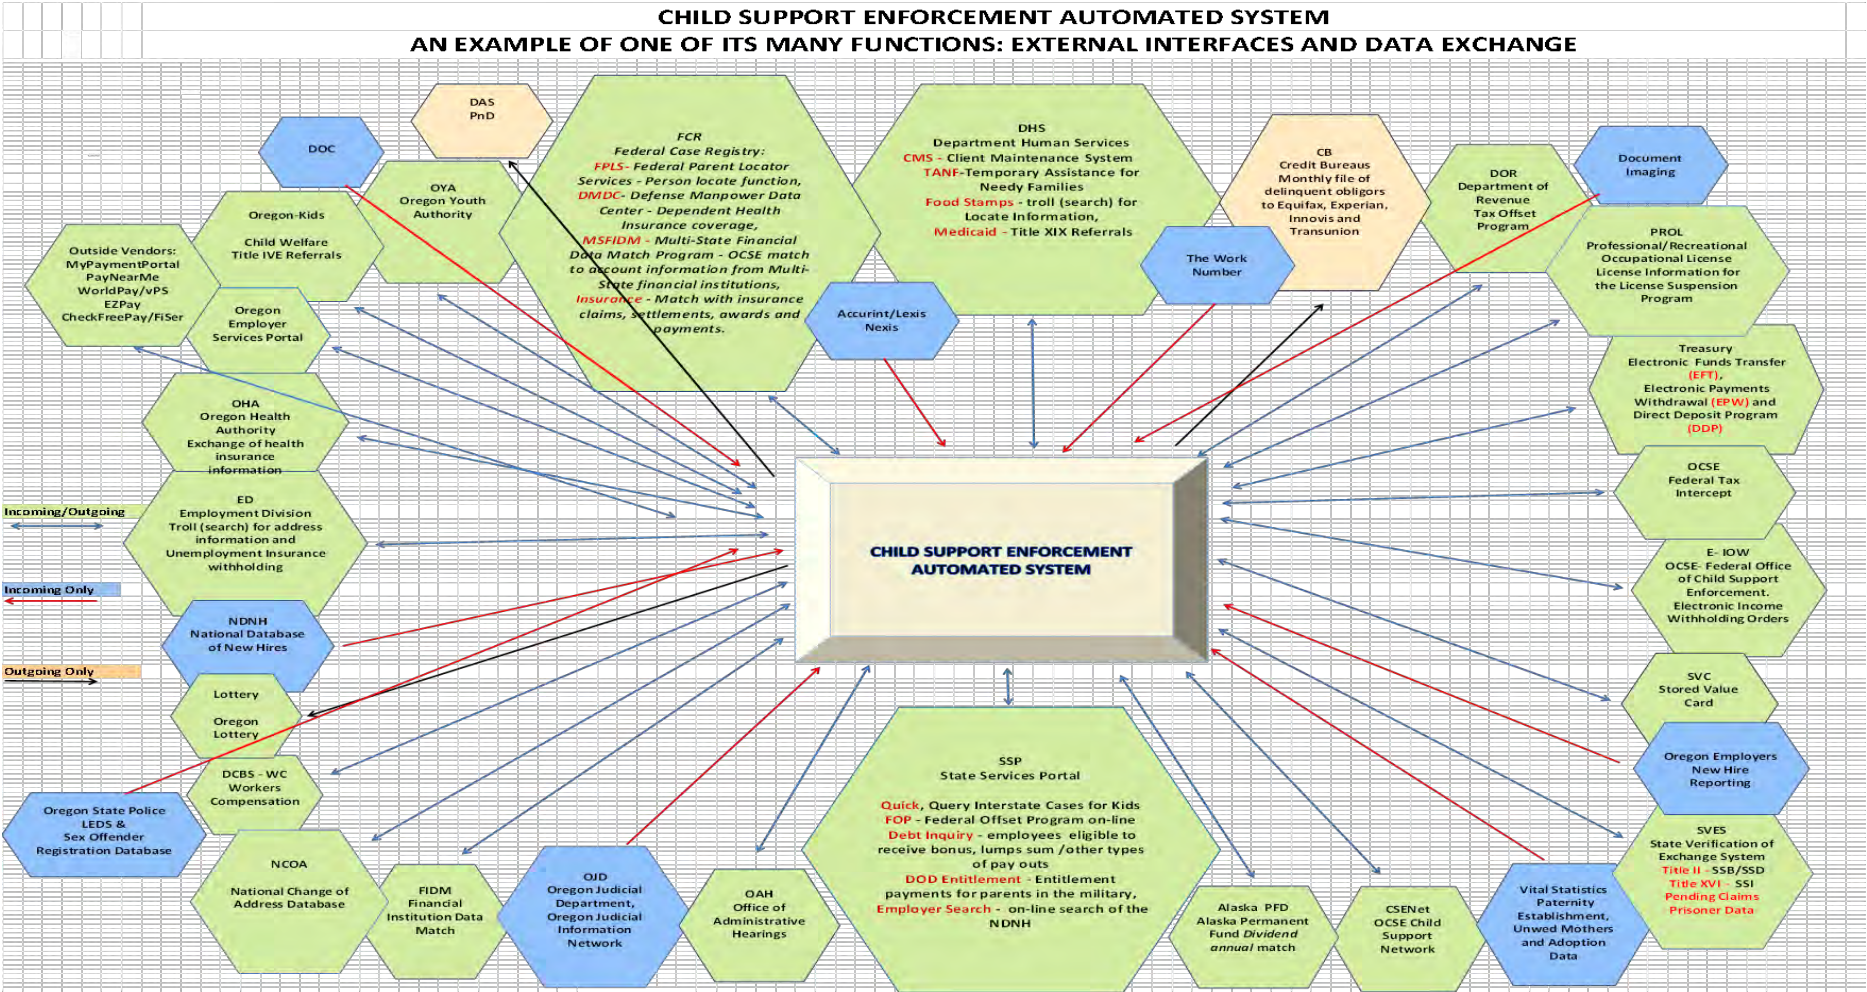 CHILD SUPPORT ENFORCEMENT AUTOMATED SYSTEM
AN EXAMPLE OF ONE OF ITS MANY FUNCTIONS: EXTERNAL INTERFACES AND DATA EXCHANGE
DAS
PnD
DOC
OYA
Oregon Youth
Authority
Oregon-Kids
Child Welfare
Title IVE Referrals
Outside Vendors:
MyPaymentPortal
PayNearMe
WorldPay/vPS
EZPay
CheckFreePay/FiSer
Oregon
Employer
Services Portal
FCR
Federal Case Registry:
FPLS- Federal Parent Locator
Services - Person locate function,
DMDC- Defense Manpower Data
Center - Dependent Health
Insurance coverage,
MSFIDM - Multi-State Financial
Data Match Program - OCSE match
to account information from Multi-
State financial institutions,
Insurance - Match with insurance
claims, settlements, awards and
payments.
Accurint/Lexis
Nexis
DHS
Department Human Services
CMS - Client Maintenance System
TANF-Temporary Assistance for
Needy Families
Food Stamps - troll (search) for
Locate Information,
Medicaid - Title XIX Referrals
The Work
Number
CB
Credit Bureaus
Monthly file of
delinquent obligors
to Equifax, Experian,
Innovis and
Transunion
DOR
Department of
Revenue
Tax Offset
Program
Document
Imaging
PROL
Professional/Recreational
Occupational License
License Information for
the License Suspension
Program
Treasury
Electronic Funds Transfer
(EFT),
Electronic Payments
Withdrawal (EPW) and
Direct Deposit Program
(DDP)
OCSE
Federal Tax
Intercept
E- IOW
OCSE- Federal Office
of Child Support
Enforcement.
Electronic Income
Withholding Orders
SVC
Stored Value
Card
Oregon Employers
New Hire
Reporting
SVES
State Verification of
Exchange System
Title II - SSB/SSD
Title XVI - SSI
Pending Claims
Prisoner Data
Vital Statistics
Paternity
Establishment,
Unwed Mothers
and Adoption
Data
CSENet
OCSE Child
Support
Network
Alaska PFD
Alaska Permanent
Fund Dividend
annual match
SSP
State Services Portal
Quick, Query Interstate Cases for Kids
FOP - Federal Offset Program on-line
Debt Inquiry - employees eligible to
receive bonus, lumps sum /other types
of pay outs
DOD Entitlement - Entitlement
payments for parents in the military,
Employer Search - on-line search of the
NDNH
OAH
Office of
Administrative
Hearings
OJD
Oregon Judicial
Department,
Oregon Judicial
Information
Network
FIDM
Financial
Institution Data
Match
NCOA
National Change of
Address Database
Oregon State Police
LEDS &
Sex Offender
Registration Database
DCBS - WC
Workers
Compensation
Lottery
Oregon
Lottery
NDNH
National Database
of New Hires
ED
Employment Division
Troll (search) for address
information and
Unemployment Insurance
withholding
OHA
Oregon Health
Authority
Exchange of health
insurance
information
Incoming/Outgoing
Incoming Only
Outgoing Only
CHILD SUPPORT ENFORCEMENT
AUTOMATED SYSTEM